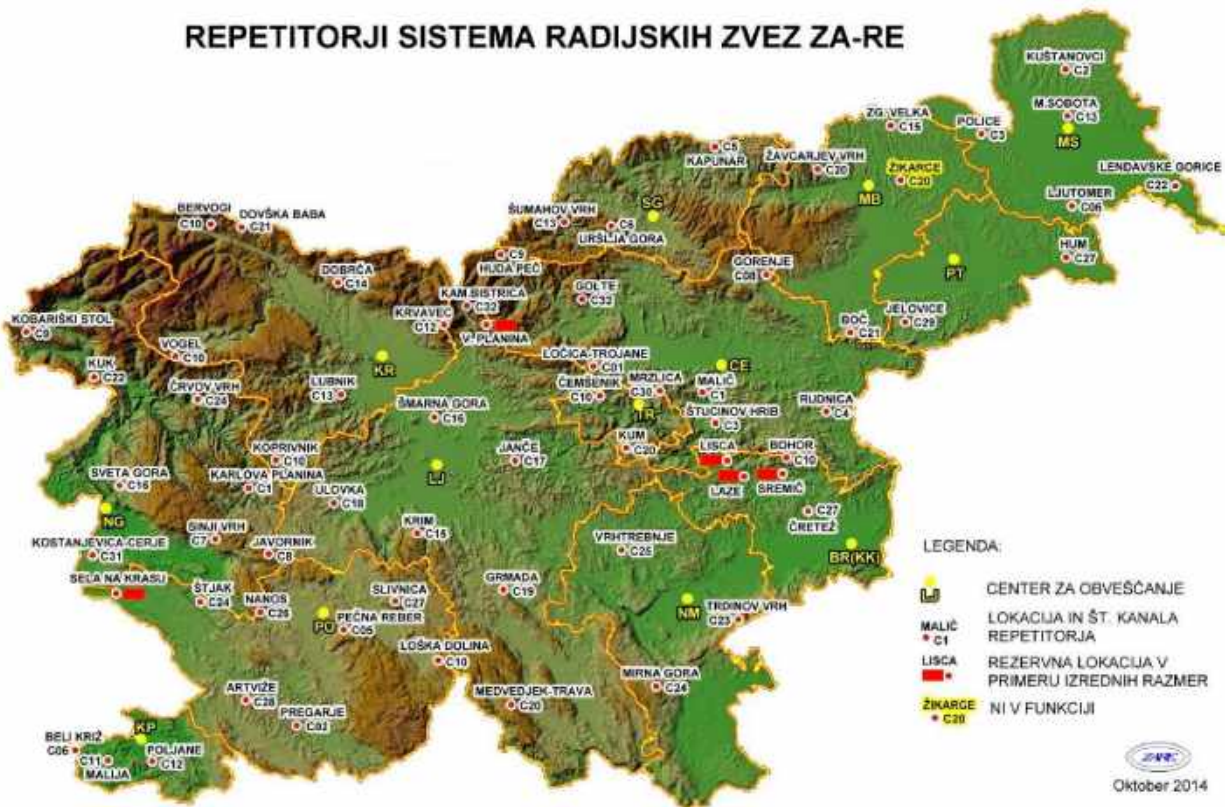 REPETITORJI SISTEMA RADIJSKIH ZVEZ ZA-RE
KUŠTANOVCI
C2
M.SOBOTA
C13
MS
ZG. VELKA
C15
POLICE
C3
LENDAVSKE GORICE
C22
C5
KAPUNAR
ŽAVCARJEV VRH
C20
ŽIKARCE
C20
MB
LJUTOMER
C06
BERVOGI
C10
DOVŠKA BABA
C21
ŠUMAHOV VRH
C13
C6
URŠLJA GORA
SG
HUM
C27
C9
HUDA PEČ
GORENJE
C08
PT
DOBRČA
C14
KAM.BISTRICA
C32
GOLTE
C32
KOBARIŠKI STOL
C9
KRVAVEC
C12
V. PLANINA
BOČ
C21
JELOVICE
C29
VOGEL
C10
KR
LOČICA-TROJANE
C01
CE
KUK
C22
ČRVOV VRH
C24
LUBNIK
C13
ČEMŠENIK
C10
MRZLICA
C30
MALIČ
C1
TR
RUDNICA
C4
ŠMARNA GORA
C16
ŠTUCINOV HRIB
C3
KOPRIVNIK
C10
JANČE
C17
KUM
C20
LISCA
BOHOR
C10
SVETA GORA
C16
KARLOVA PLANINA
C1
LJ
LAZE
SREMIČ
ULOVKA
C18
NG
C27
ČRETEŽ
SINJI VRH
C7
KRIM
C15
KOSTANJEVICA-CERJE
C31
JAVORNIK
C8
VRHTREBNJE
C25
BR(KK)
SELA NA KRASU
ŠTJAK
C24
NANOS
C26
SLIVNICA
C27
GRMADA
C19
PO
PEČNA REBER
C05
NM
TRDINOV VRH
C23
LOŠKA DOLINA
C10
MIRNA GORA
C24
ARTVIŽE
C28
MEDVEDJEK-TRAVA
C20
PREGARJE
C02
BELI KRIŽ
C06
KP
C11
MALIJA
POLJANE
C12
LEGENDA:
LJ
CENTER ZA OBVEŠČANJE
MALIČ
C1
LOKACIJA IN ŠT. KANALA
REPETITORJA
LISCA
REZERVNA LOKACIJA V
PRIMERU IZREDNIH RAZMER
ŽIKARCE
C20
NI V FUNKCIJI
ZARE
Oktober 2014